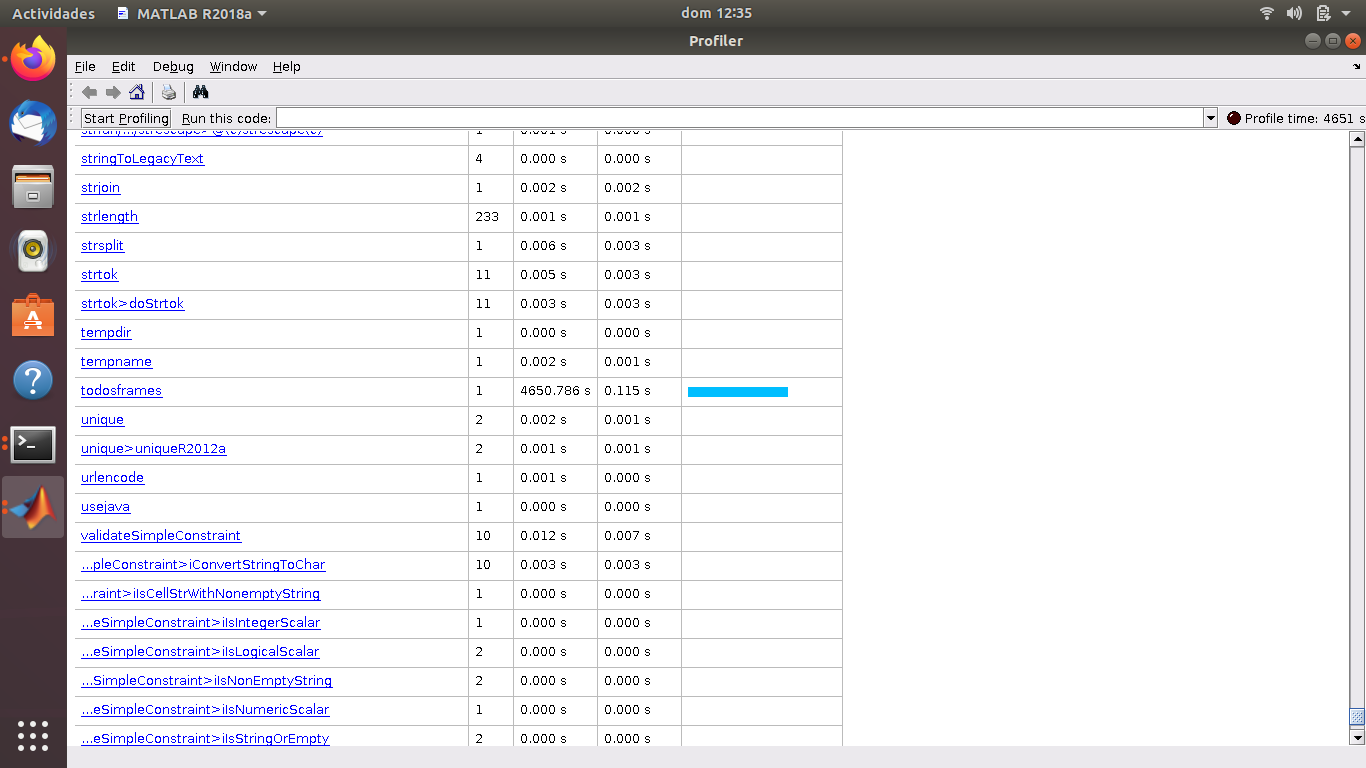 Actividades MATLAB R2018a dom 12:35
Profiler
File Edit Debug Window Help
Start Profiling Run this code: Profile time: 4651 s
1 0.001 s 0.000 s
stringToLegacyText 4 0.000 s 0.000 s
strjoin 1 0.002 s 0.002 s
strlength 233 0.001 s 0.001 s
strsplit 1 0.006 s 0.003 s
strtok 11 0.005 s 0.003 s
strtok>doStrtok 11 0.003 s 0.003 s
tempdir 1 0.000 s 0.000 s
tempname 1 0.002 s 0.001 s
todosframes 1 4650.786 s 0.115 s
unique 2 0.002 s 0.001 s
unique>uniqueR2012a 2 0.001 s 0.001 s
urlencode 1 0.001 s 0.000 s
usejava 1 0.000 s 0.000 s
validateSimpleConstraint 10 0.012 s 0.007 s
...pleConstraint>iConvertStringToChar 10 0.003 s 0.003 s
...raint>iIsCellStrWithNonemptyString 1 0.000 s 0.000 s
...eSimpleConstraint>iIsIntegerScalar 1 0.000 s 0.000 s
...eSimpleConstraint>iIsLogicalScalar 2 0.000 s 0.000 s
...SimpleConstraint>iIsNonEmptyString 2 0.000 s 0.000 s
...eSimpleConstraint>iIsNumericScalar 1 0.000 s 0.000 s
...eSimpleConstraint>iIsStringOrEmpty 2 0.000 s 0.000 s